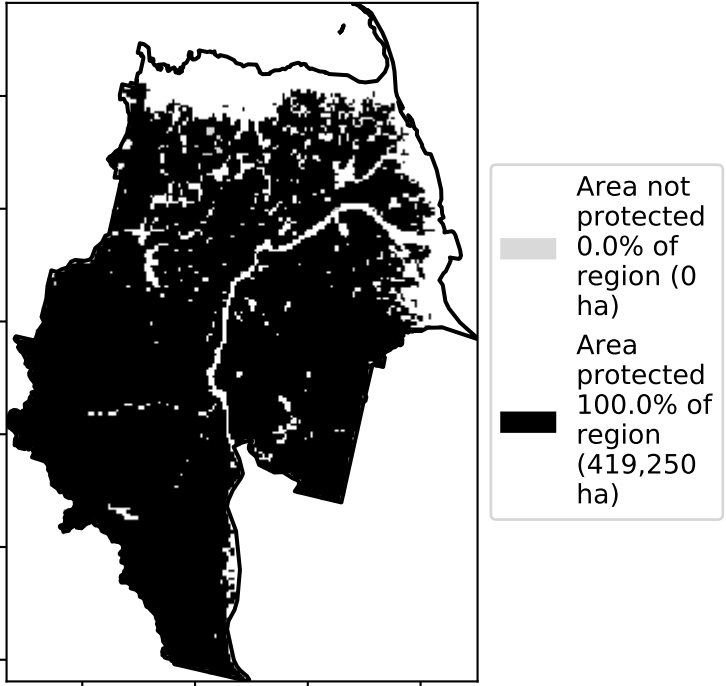 Area not
protected
0.0% of
region (0
ha)
Area
protected
100.0% of
region
(419,250
ha)